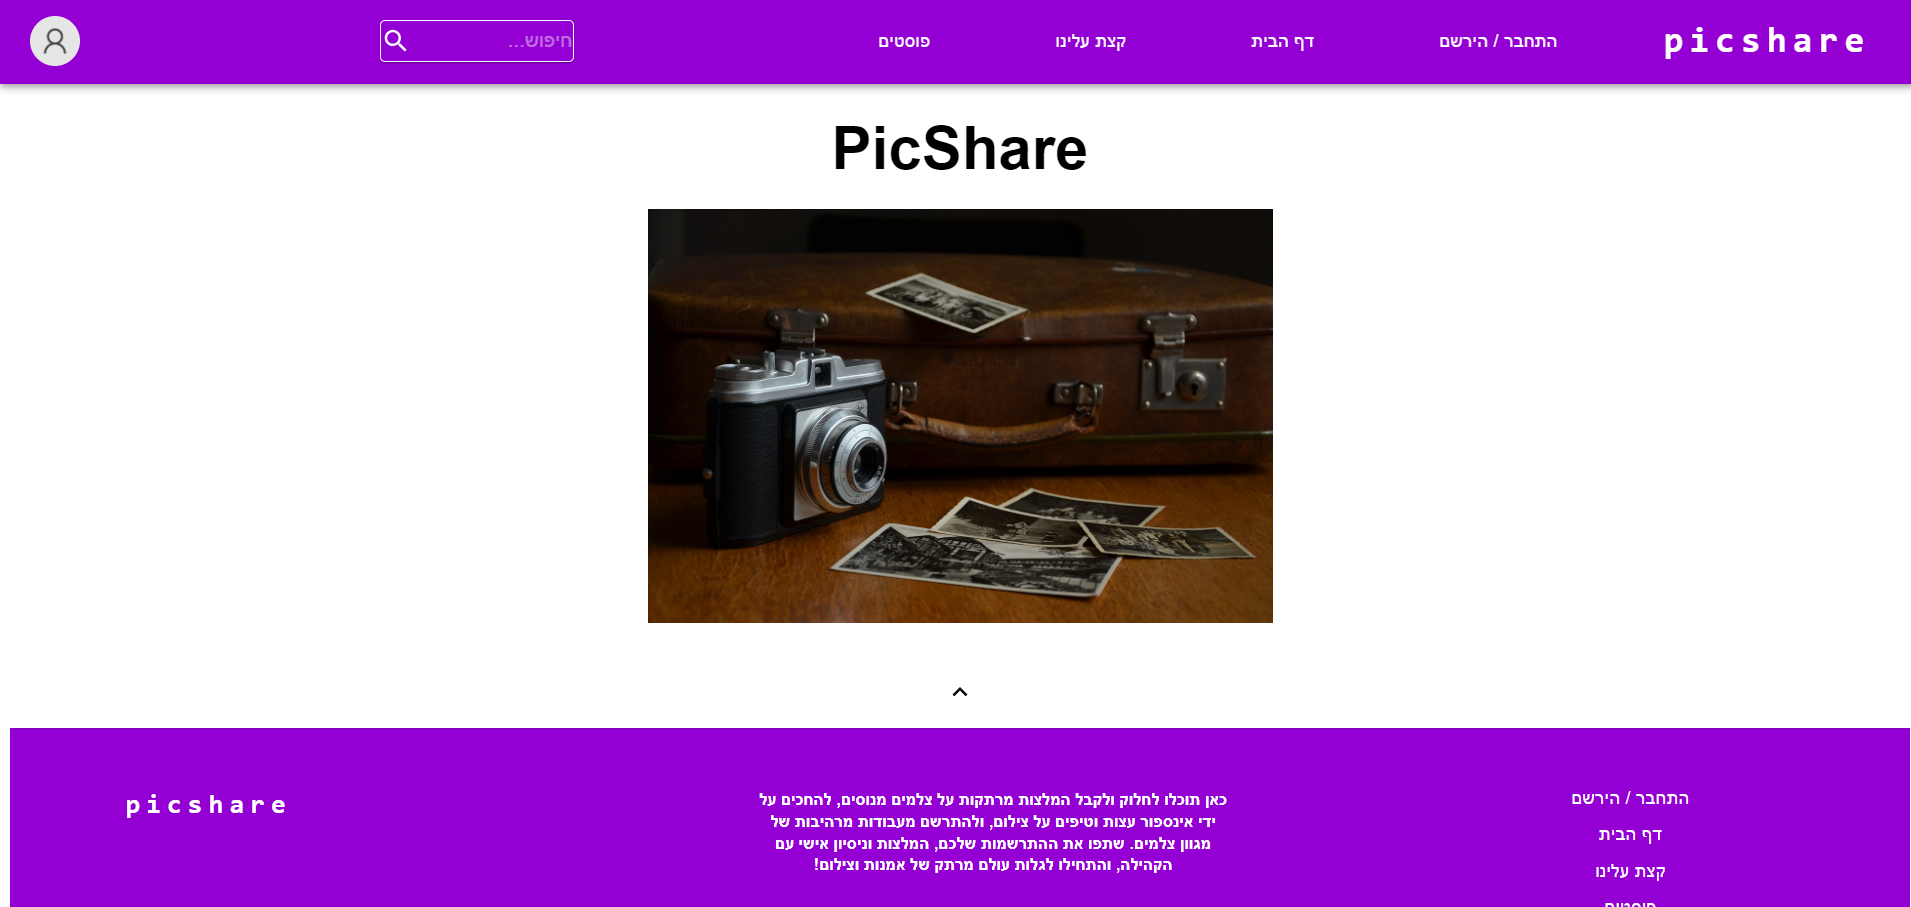 picshare
התחבר / הירשם
דף הבית
קצת עלינו
פוסטים
חיפוש...
PicShare
התחבר / הירשם
דף הבית
קצת עלינו
פוסטים
כאן תוכלו לחלוק ולקבל המלצות מרתקות על צלמים מנוסים, להחכים על
ידי אינספור עצות וטיפים על צילום, ולהתרשם מעבודות מרהיבות של
מגוון צלמים. שתפו את ההתרשמות שלכם, המלצות וניסיון אישי עם
הקהילה, והתחילו לגלות עולם מרתק של אמנות וצילום!
picshare